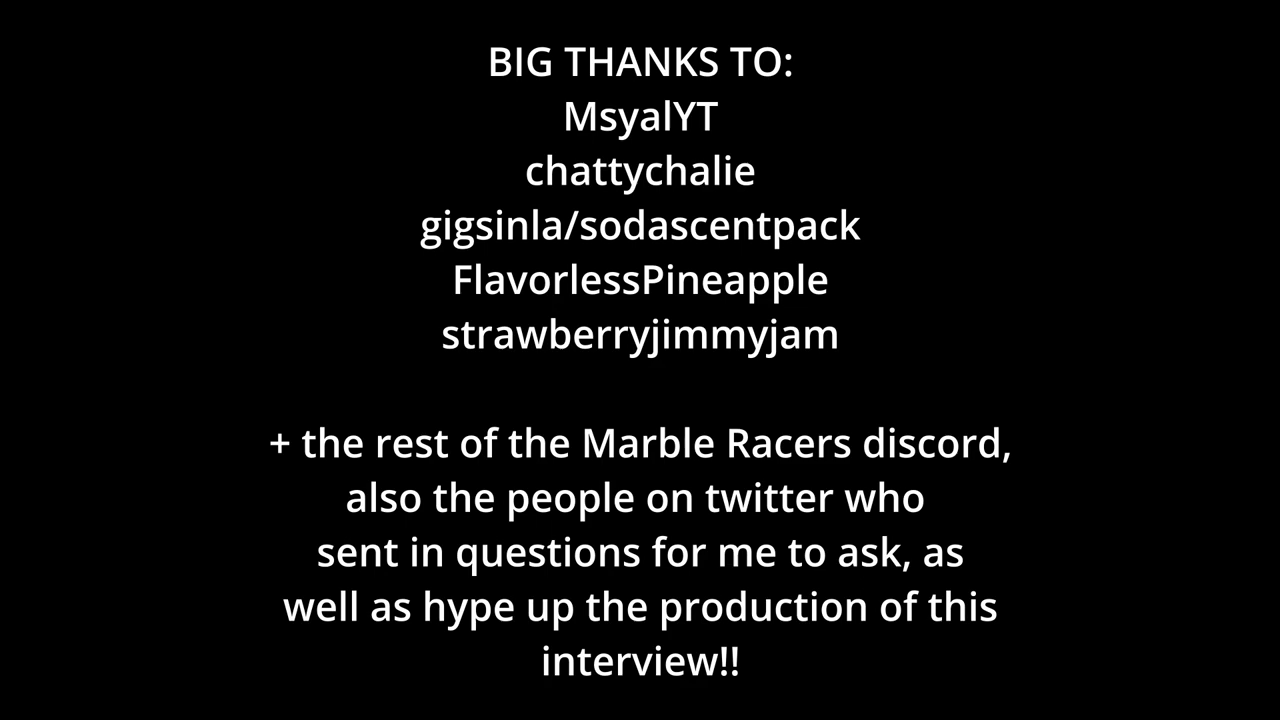 BIG THANKS TO:
MsyalYT
chattychalie
gigsinla/sodascentpack
FlavorlessPineapple
strawberryjimmyjam
+ the rest of the Marble Racers discord,
also the people on twitter who
sent in questions for me to ask, as
well as hype up the production of this
interview!!